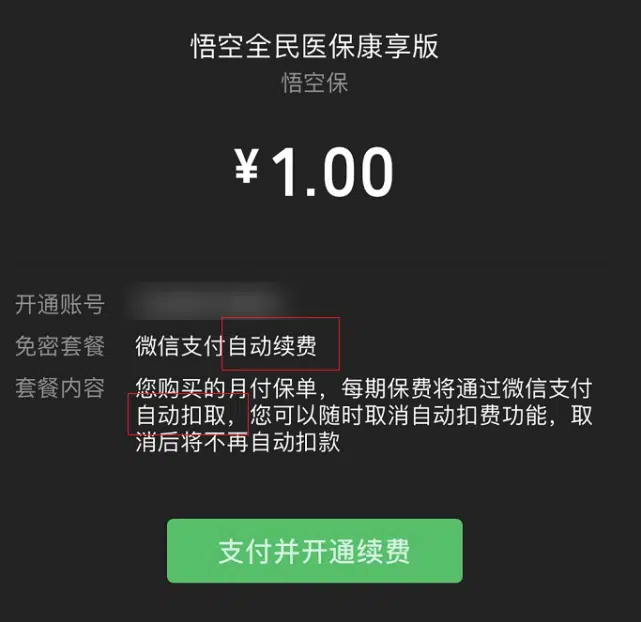 悟空全民医保康享版
悟空保
¥1.00
开通账号
免密套餐 微信支付自动续费
套餐内容 您购买的月付保单，每期保费将通过微信支付
自动扣取，您可以随时取消自动扣费功能，取
消后将不再自动扣款
支付并开通续费